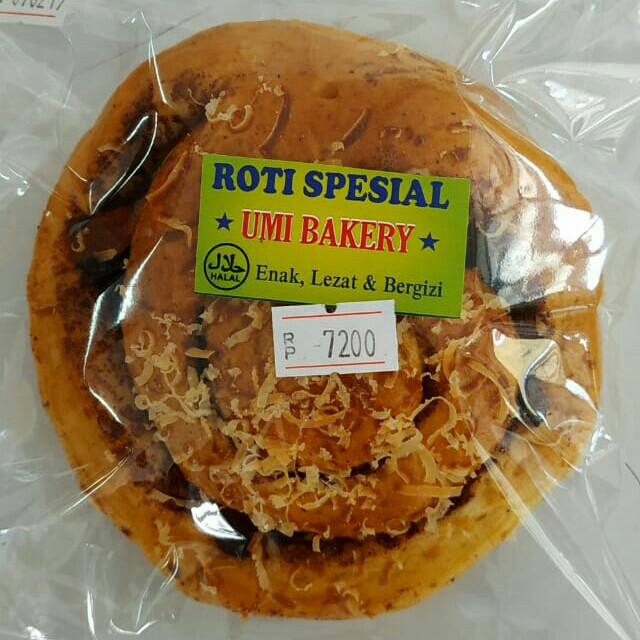 ROTI SPESIAL
UMI BAKERY
حلال
HALAL
Enak, Lezat & Bergizi
RP 7200